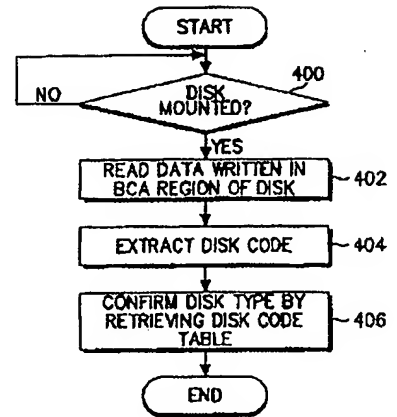 START
400
DISK
MOUNTED?
NO
YES
READ DATA WRITTEN IN
BCA REGION OF DISK
402
EXTRACT DISK CODE
404
CONFIRM DISK TYPE BY
RETRIEVING DISK CODE
TABLE
406
END